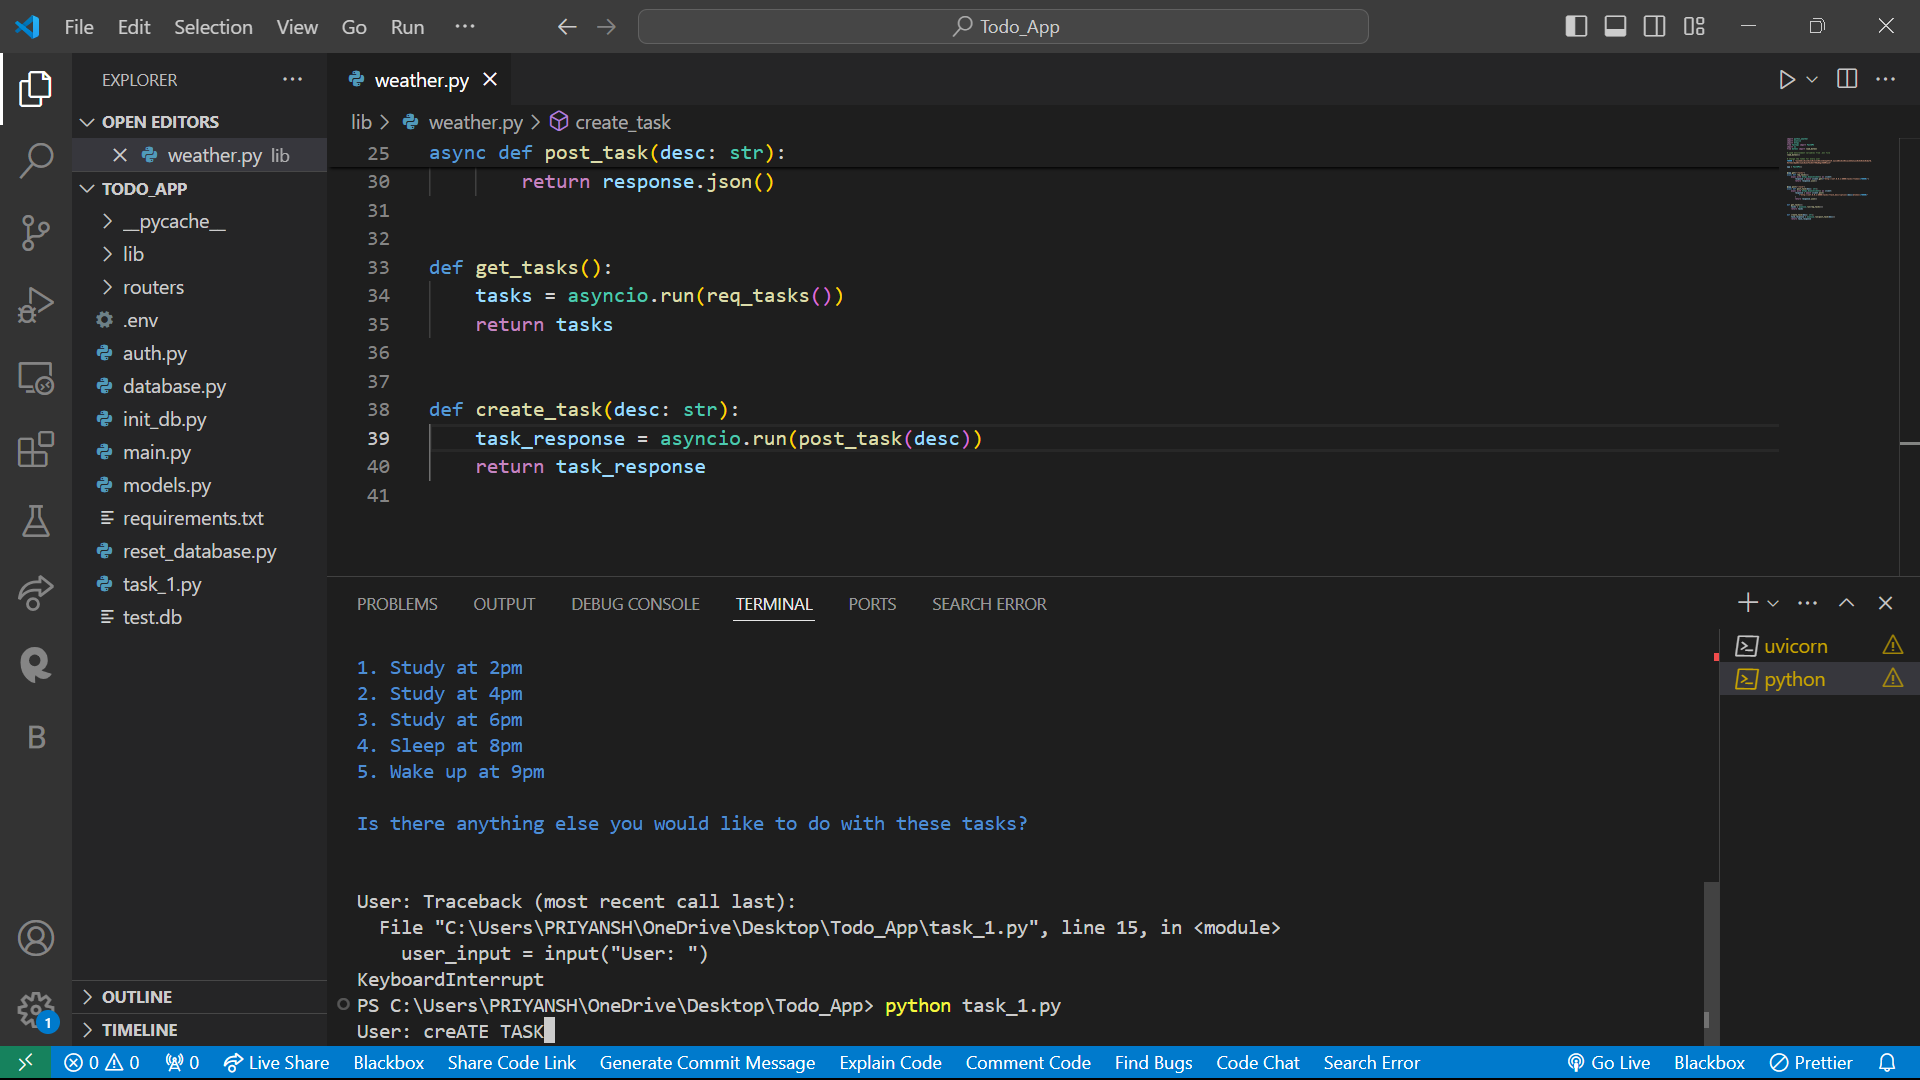 File Edit Selection View Go Run ··· Todo_App
EXPLORER
OPEN EDITORS
weather.py lib
TODO_APP
__pycache__
lib
routers
.env
auth.py
database.py
init_db.py
main.py
models.py
requirements.txt
reset_database.py
task_1.py
test.db
OUTLINE
TIMELINE
weather.py
lib > weather.py > create_task
25 async def post_task(desc: str):
30 return response.json()
31
32
33 def get_tasks():
34 tasks = asyncio.run(req_tasks())
35 return tasks
36
37
38 def create_task(desc: str):
39 task_response = asyncio.run(post_task(desc))
40 return task_response
41
PROBLEMS OUTPUT DEBUG CONSOLE TERMINAL PORTS SEARCH ERROR
1. Study at 2pm
2. Study at 4pm
3. Study at 6pm
4. Sleep at 8pm
5. Wake up at 9pm
Is there anything else you would like to do with these tasks?
User: Traceback (most recent call last):
File "C:\Users\PRIYANSH\OneDrive\Desktop\Todo_App\task_1.py", line 15, in <module>
user_input = input("User: ")
KeyboardInterrupt
PS C:\Users\PRIYANSH\OneDrive\Desktop\Todo_App> python task_1.py
User: creATE TASK
uvicorn
python
B
1
0 0 0 Live Share Blackbox Share Code Link Generate Commit Message Explain Code Comment Code Find Bugs Code Chat Search Error Go Live Blackbox Prettier